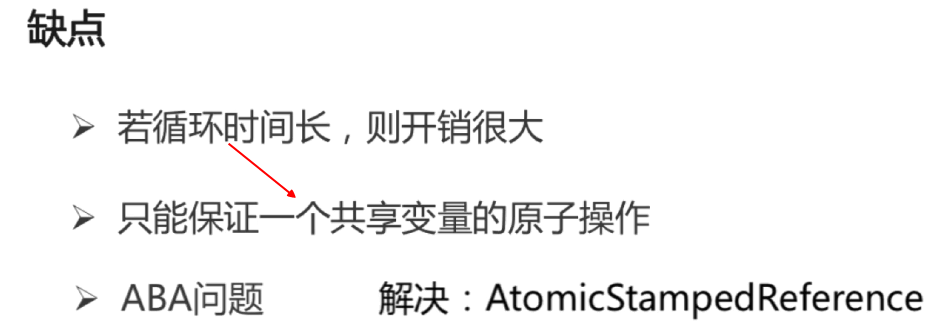 缺点
➢ 若循环时间长，则开销很大
➢ 只能保证一个共享变量的原子操作
➢ ABA问题 解决：AtomicStampedReference